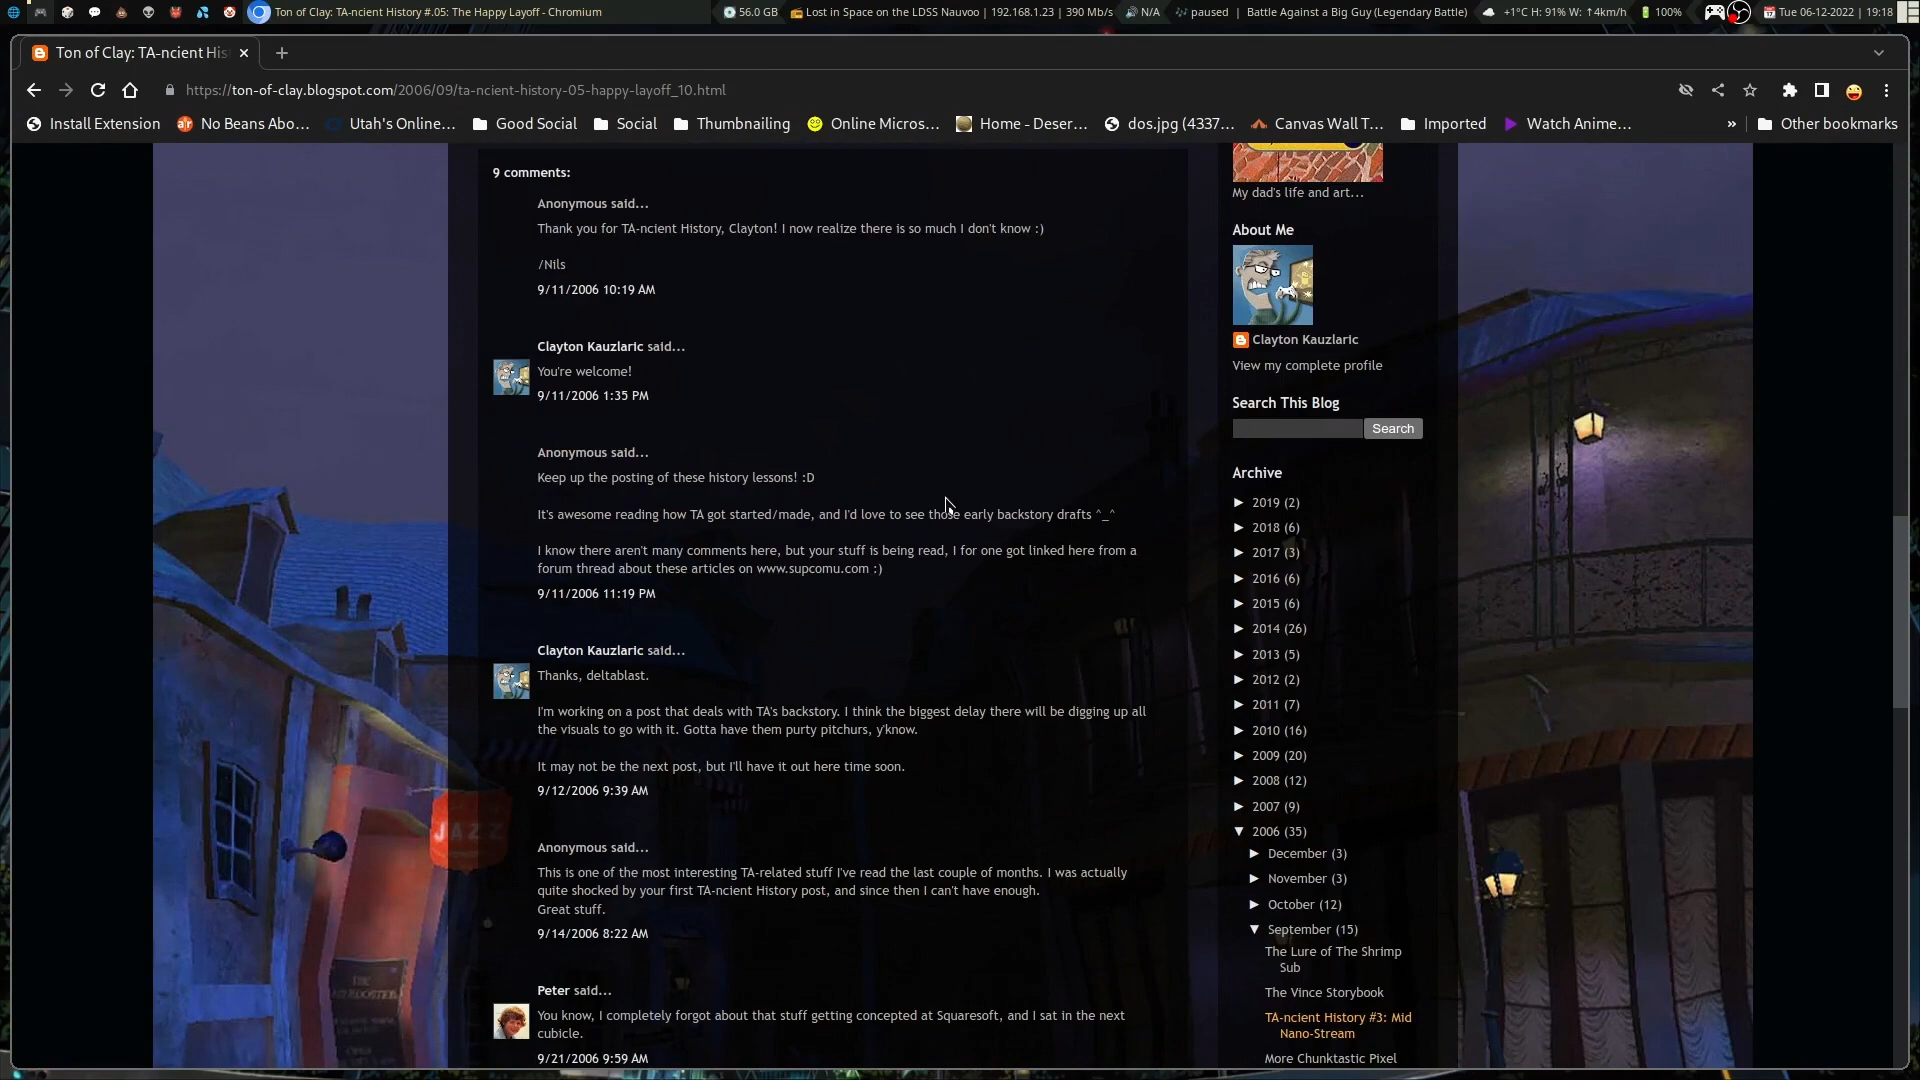 Ton of Clay: TA-ncient History #.05: The Happy Layoff - Chromium
56.0 GB
Lost in Space on the LDSS Nauvoo | 192.168.1.23 | 390 Mb/s
N/A
paused | Battle Against a Big Guy (Legendary Battle)
+1°C H: 91% W: ↑4km/h
100%
Tue 06-12-2022 | 19:18
Ton of Clay: TA-ncient His
https://ton-of-clay.blogspot.com/2006/09/ta-ncient-history-05-happy-layoff_10.html
Install Extension
No Beans Abo...
Utah's Online...
Good Social
Social
Thumbnailing
Online Micros...
Home - Deser...
dos.jpg (4337...
Canvas Wall T...
Imported
Watch Anime...
»
Other bookmarks
9 comments:
Anonymous said...
Thank you for TA-ncient History, Clayton! I now realize there is so much I don't know :)
/Nils
9/11/2006 10:19 AM
Clayton Kauzlaric said...
You're welcome!
9/11/2006 1:35 PM
Anonymous said...
Keep up the posting of these history lessons! :D
It's awesome reading how TA got started/made, and I'd love to see those early backstory drafts ^_^
I know there aren't many comments here, but your stuff is being read, I for one got linked here from a
forum thread about these articles on www.supcomu.com :)
9/11/2006 11:19 PM
Clayton Kauzlaric said...
Thanks, deltablast.
I'm working on a post that deals with TA's backstory. I think the biggest delay there will be digging up all
the visuals to go with it. Gotta have them purty pitchurs, y'know.
It may not be the next post, but I'll have it out here time soon.
9/12/2006 9:39 AM
Anonymous said...
This is one of the most interesting TA-related stuff I've read the last couple of months. I was actually
quite shocked by your first TA-ncient History post, and since then I can't have enough.
Great stuff.
9/14/2006 8:22 AM
Peter said...
You know, I completely forgot about that stuff getting concepted at Squaresoft, and I sat in the next
cubicle.
9/21/2006 9:59 AM
My dad's life and art...
About Me
Clayton Kauzlaric
View my complete profile
Search This Blog
Search
Archive
► 2019 (2)
► 2018 (6)
► 2017 (3)
► 2016 (6)
► 2015 (6)
► 2014 (26)
► 2013 (5)
► 2012 (2)
► 2011 (7)
► 2010 (16)
► 2009 (20)
► 2008 (12)
► 2007 (9)
▼ 2006 (35)
► December (3)
► November (3)
► October (12)
▼ September (15)
The Lure of The Shrimp
Sub
The Vince Storybook
TA-ncient History #3: Mid
Nano-Stream
More Chunktastic Pixel
JAZZ